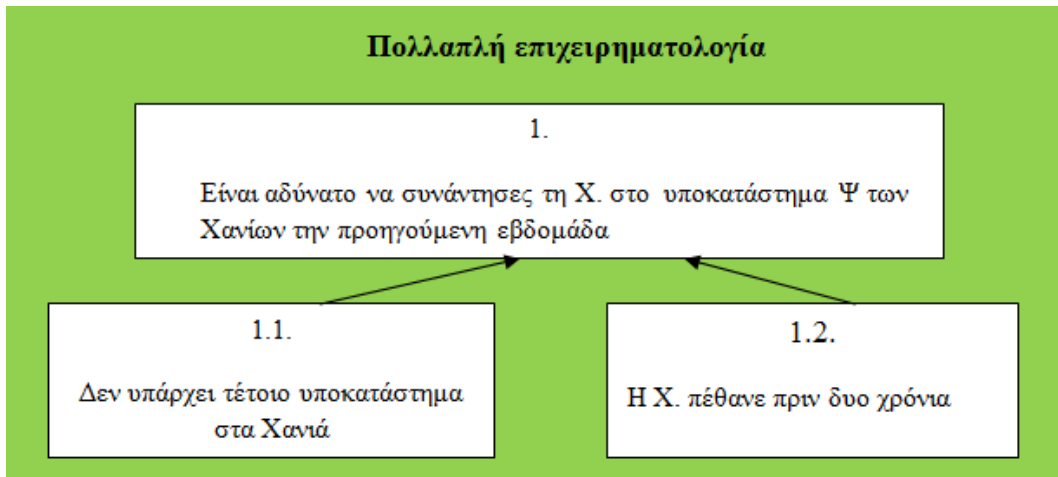 Πολλαπλή επιχειρηματολογία
1.
Είναι αδύνατο να συνάντησες τη Χ. στο υποκατάστημα Ψ των
Χανίων την προηγούμενη εβδομάδα
1.1.
Δεν υπάρχει τέτοιο υποκατάστημα
στα Χανιά
1.2.
Η Χ. πέθανε πριν δυο χρόνια